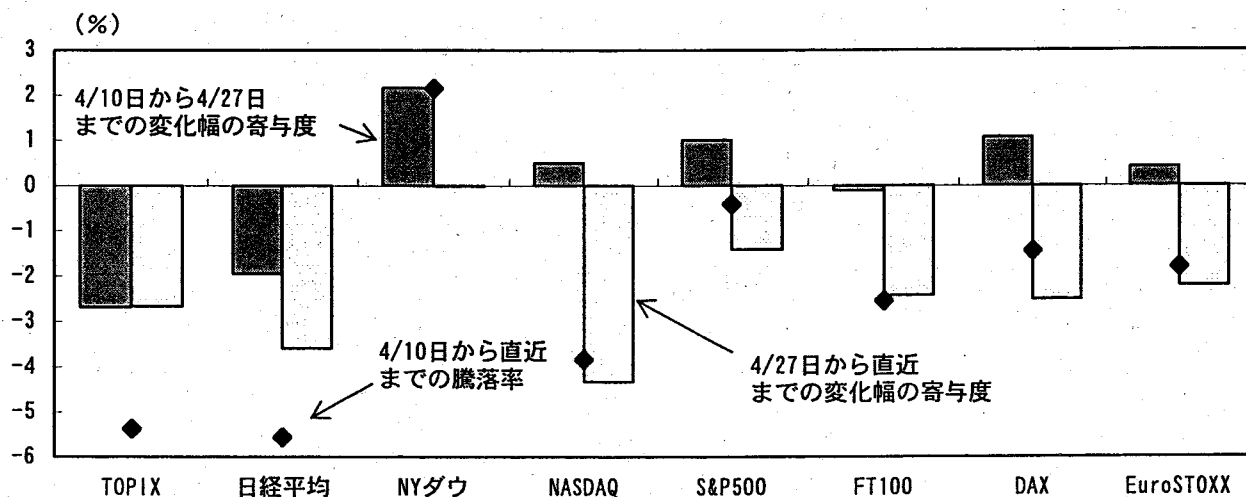 (%)
3
2
1
0
-1
-2
-3
-4
-5
-6
4/10日から4/27日
までの変化幅の寄与度
4/10日から直近
までの騰落率
4/27日から直近
までの変化幅の寄与度
TOPIX 日経平均 NYダウ NASDAQ S&P500 FT100 DAX EuroSTOXX